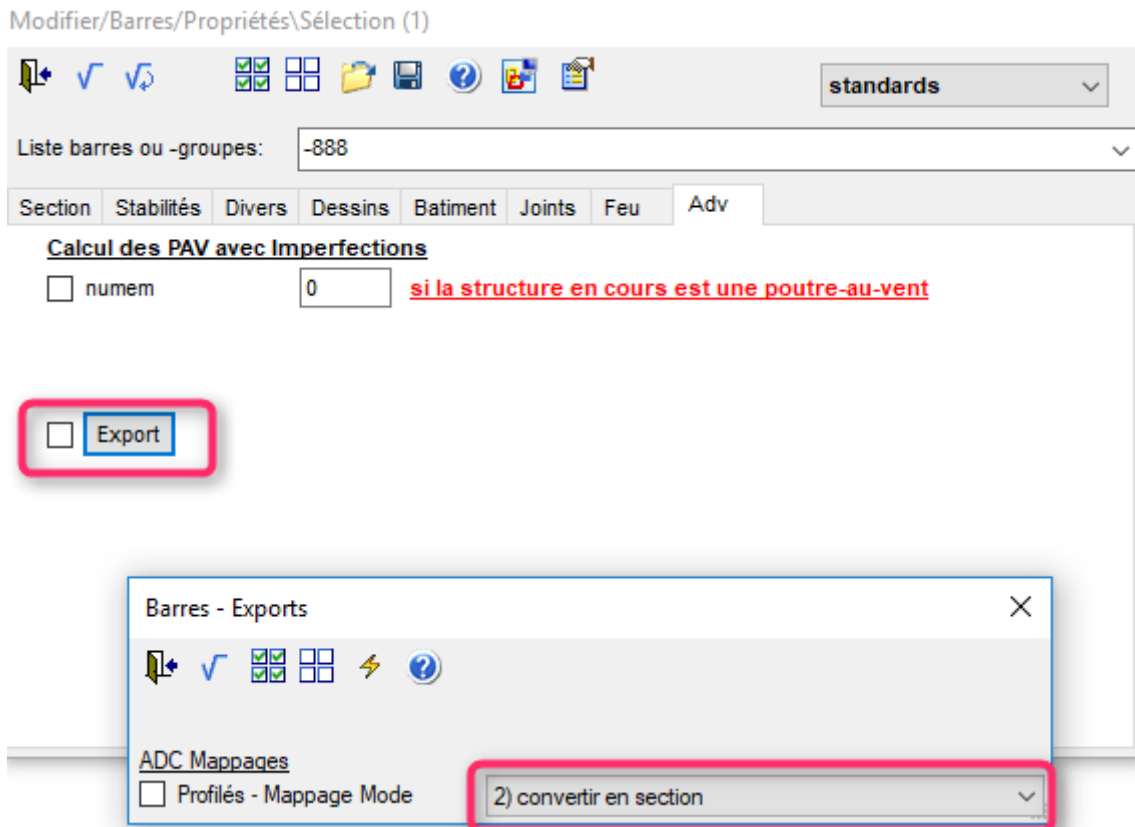 Modifier/Barres/Propriétés\Sélection (1)
standards
Liste barres ou -groupes: -888
Section Stabilités Divers Dessins Batiment Joints Feu Adv
Calcul des PAV avec Imperfections
numem 0 si la structure en cours est une poutre-au-vent
Export
Barres - Exports
ADC Mappages
Profilés - Mappage Mode 2) convertir en section